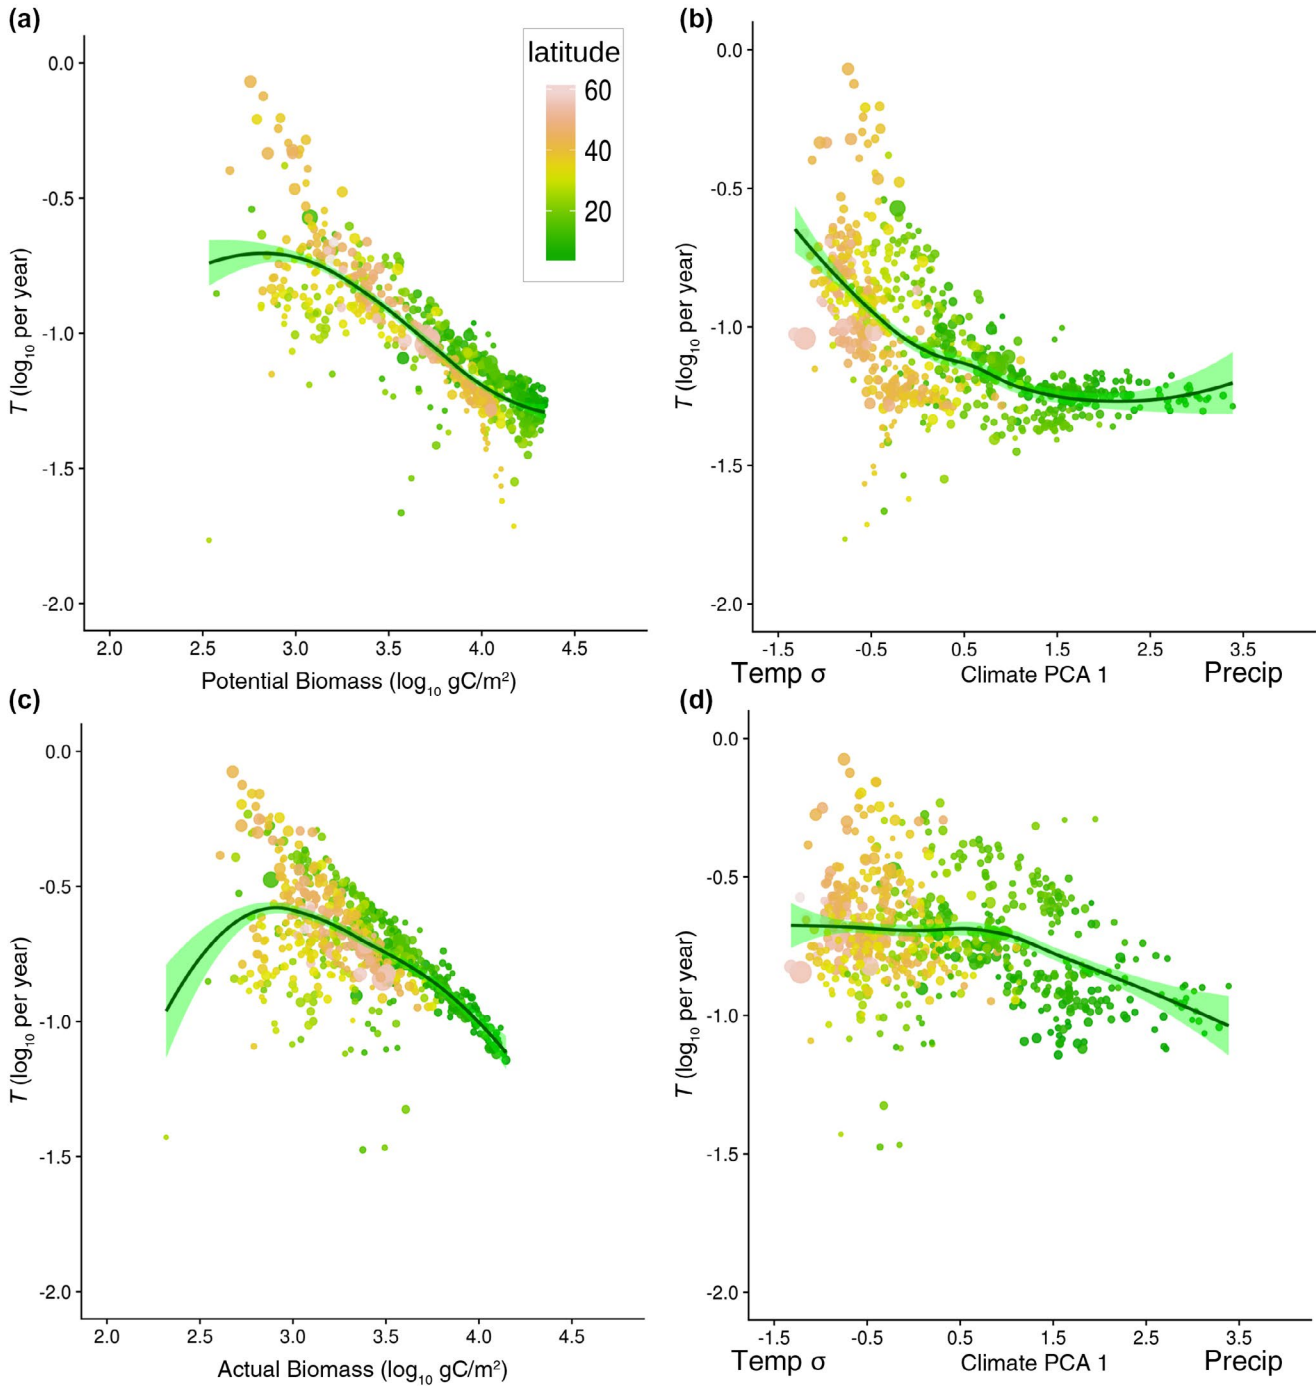 (a)
latitude
60
40
20
0.0
-0.5
-1.0
-1.5
-2.0
T (log₁₀ per year)
2.0 2.5 3.0 3.5 4.0 4.5
Potential Biomass (log₁₀ gC/m²)
(b)
0.0
-0.5
-1.0
-1.5
-2.0
T (log₁₀ per year)
-1.5 -0.5 0.5 1.5 2.5 3.5
Temp σ Climate PCA 1 Precip
(c)
0.0
-0.5
-1.0
-1.5
-2.0
T (log₁₀ per year)
2.0 2.5 3.0 3.5 4.0 4.5
Actual Biomass (log₁₀ gC/m²)
(d)
0.0
-0.5
-1.0
-1.5
-2.0
T (log₁₀ per year)
-1.5 -0.5 0.5 1.5 2.5 3.5
Temp σ Climate PCA 1 Precip